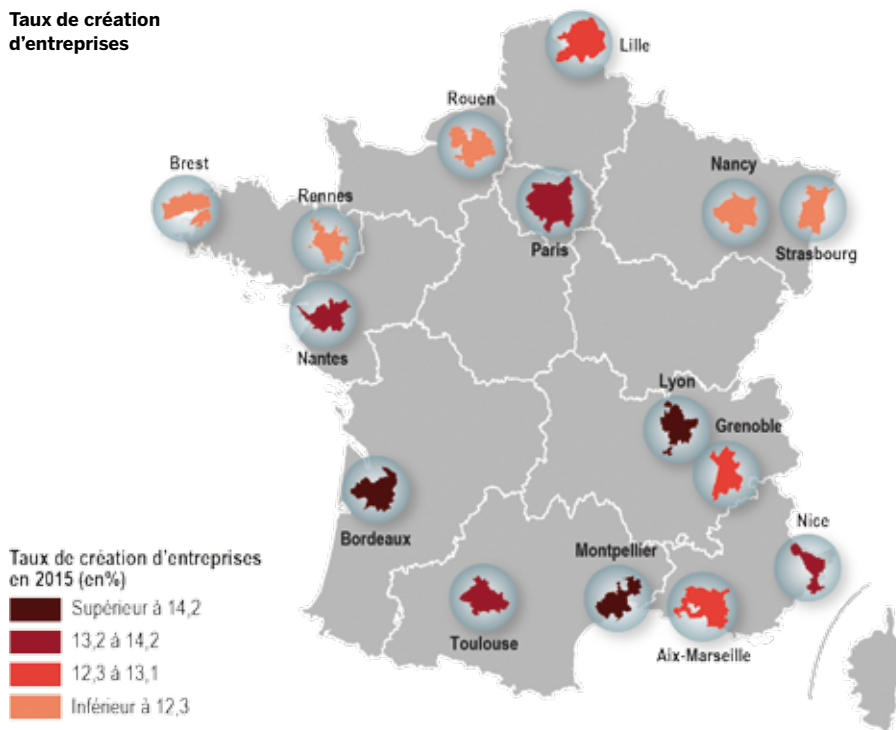 Taux de création
d'entreprises
Lille
Rouen
Brest
Nancy
Rennes
Paris
Strasbourg
Nantes
Lyon
Grenoble
Nice
Bordeaux
Montpellier
Toulouse
Aix-Marseille
Taux de création d'entreprises
en 2015 (en%)
Supérieur à 14,2
13,2 à 14,2
12,3 à 13,1
Inférieur à 12,3